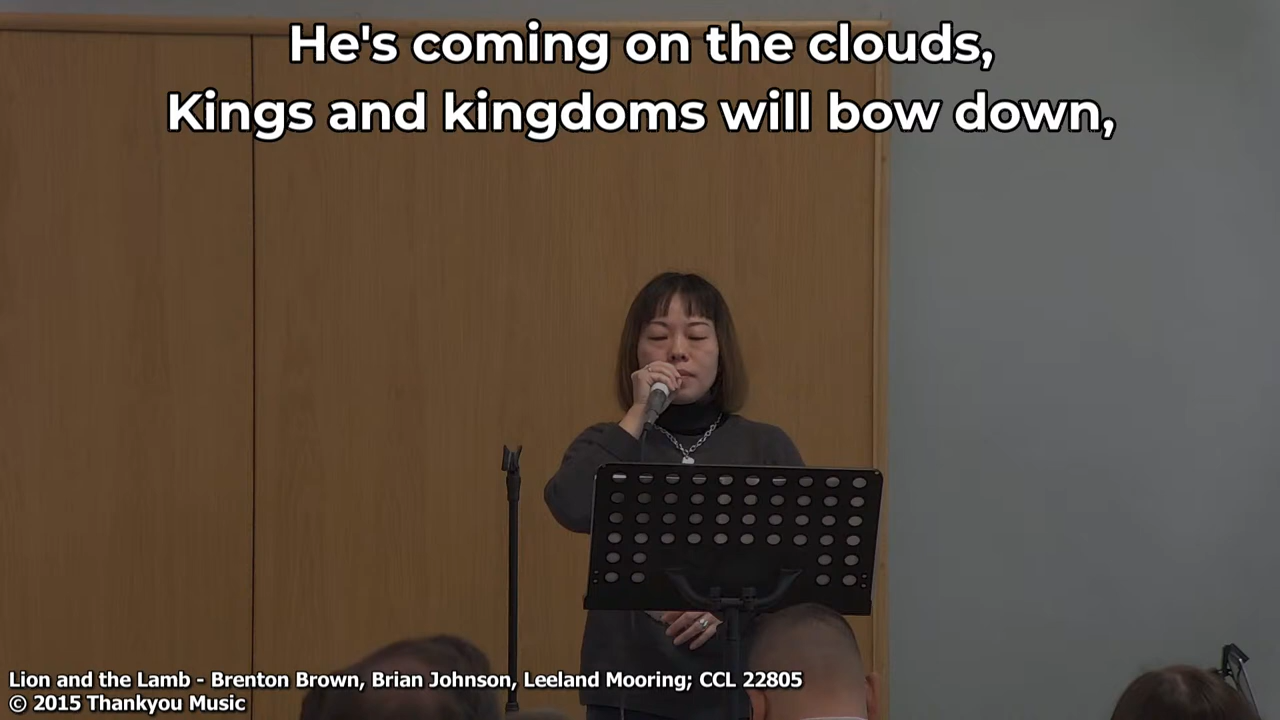 He's coming on the clouds,
Kings and kingdoms will bow down,
Lion and the Lamb - Brenton Brown, Brian Johnson, Leeland Mooring; CCL 22805
© 2015 Thankyou Music